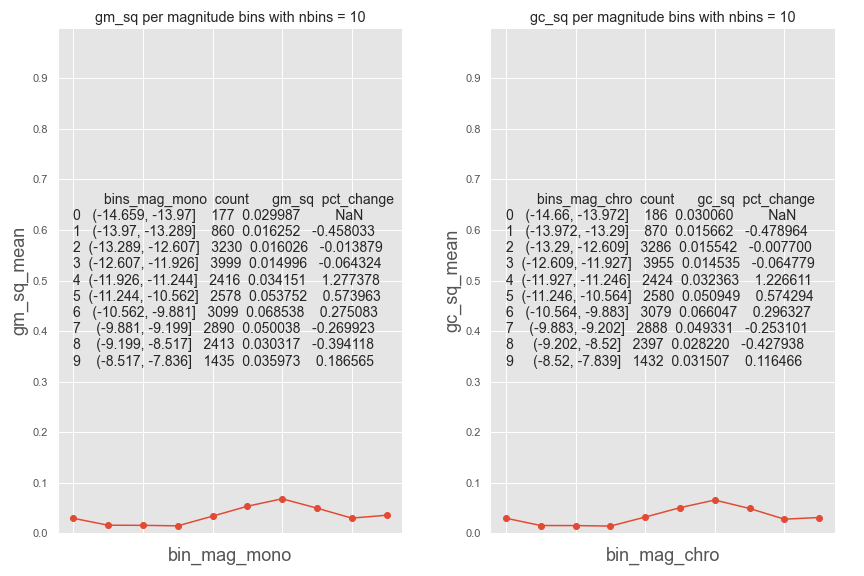 gm_sq per magnitude bins with nbins = 10
gm_sq_mean
0.9
0.8
0.7
0.6
0.5
0.4
0.3
0.2
0.1
0.0
bins_mag_mono count gm_sq pct_change
0 (-14.659, -13.97] 177 0.029987 NaN
1 (-13.97, -13.289] 860 0.016252 -0.458033
2 (-13.289, -12.607] 3230 0.016026 -0.013879
3 (-12.607, -11.926] 3999 0.014996 -0.064324
4 (-11.926, -11.244] 2416 0.034151 1.277378
5 (-11.244, -10.562] 2578 0.053752 0.573963
6 (-10.562, -9.881] 3099 0.068538 0.275083
7 (-9.881, -9.199] 2890 0.050038 -0.269923
8 (-9.199, -8.517] 2413 0.030317 -0.394118
9 (-8.517, -7.836] 1435 0.035973 0.186565
bin_mag_mono
gc_sq per magnitude bins with nbins = 10
gc_sq_mean
0.9
0.8
0.7
0.6
0.5
0.4
0.3
0.2
0.1
0.0
bins_mag_chro count gc_sq pct_change
0 (-14.66, -13.972] 186 0.030060 NaN
1 (-13.972, -13.29] 870 0.015662 -0.478964
2 (-13.29, -12.609] 3286 0.015542 -0.007700
3 (-12.609, -11.927] 3955 0.014535 -0.064779
4 (-11.927, -11.246] 2424 0.032363 1.226611
5 (-11.246, -10.564] 2580 0.050949 0.574294
6 (-10.564, -9.883] 3079 0.066047 0.296327
7 (-9.883, -9.202] 2888 0.049331 -0.253101
8 (-9.202, -8.52] 2397 0.028220 -0.427938
9 (-8.52, -7.839] 1432 0.031507 0.116466
bin_mag_chro